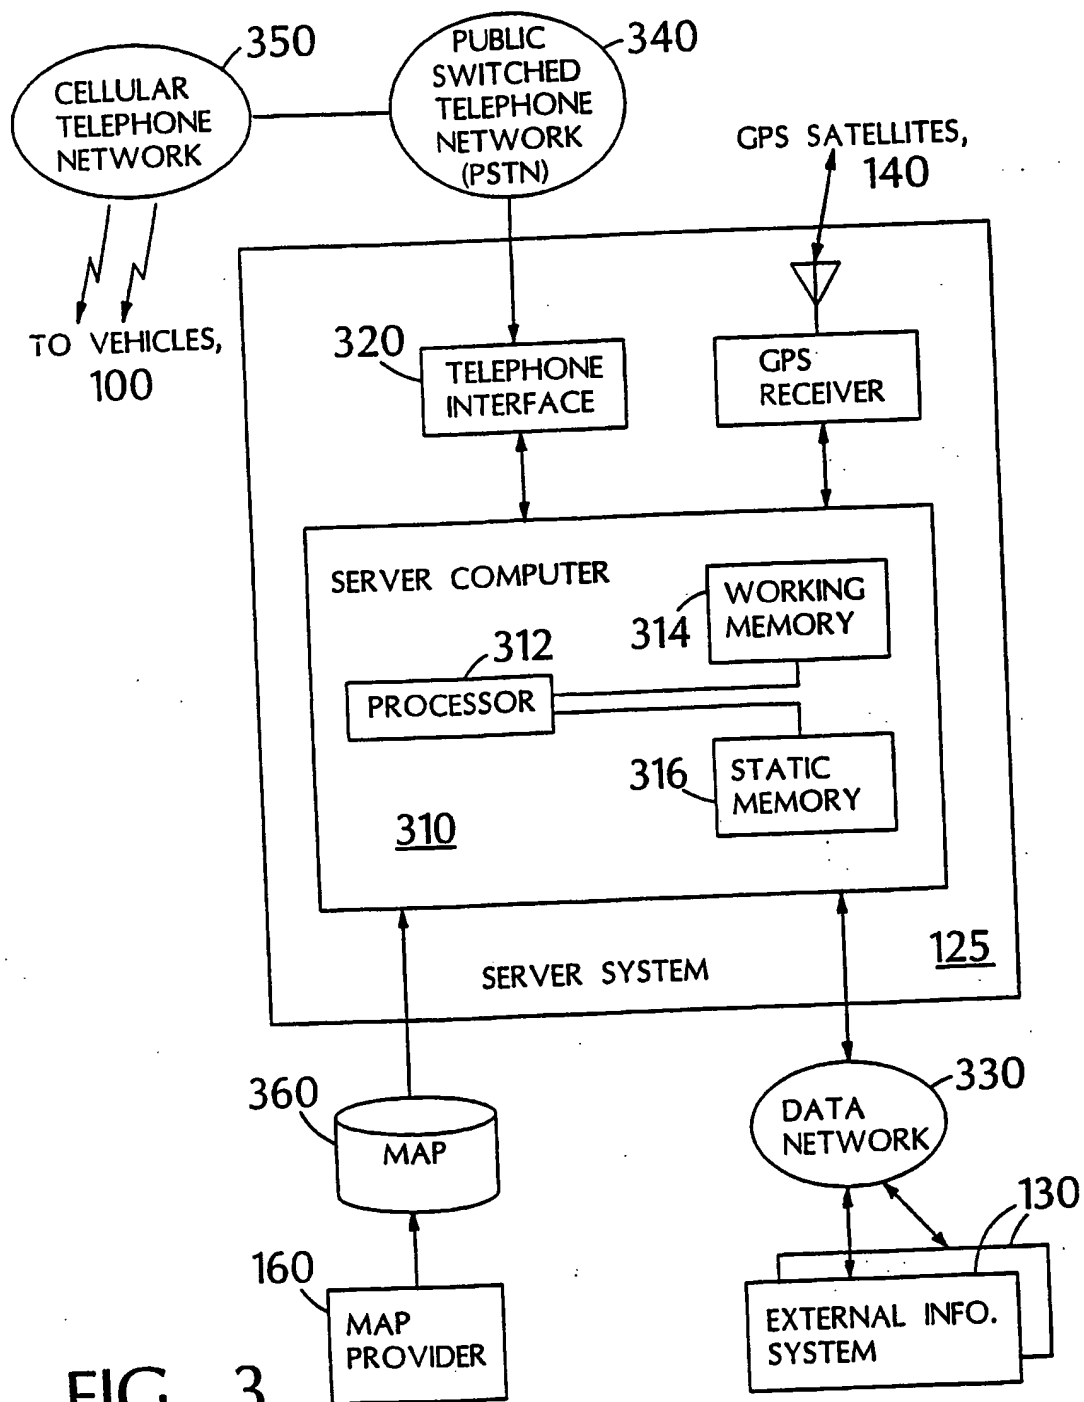 350
CELLULAR
TELEPHONE
NETWORK
PUBLIC
SWITCHED
TELEPHONE
NETWORK
(PSTN)
340
GPS SATELLITES,
140
TO VEHICLES,
100
320
TELEPHONE
INTERFACE
GPS
RECEIVER
SERVER COMPUTER
WORKING
MEMORY
314
312
PROCESSOR
316
STATIC
MEMORY
310
SERVER SYSTEM
125
360
MAP
330
DATA
NETWORK
130
160
MAP
PROVIDER
EXTERNAL INFO.
SYSTEM
FIG. 3